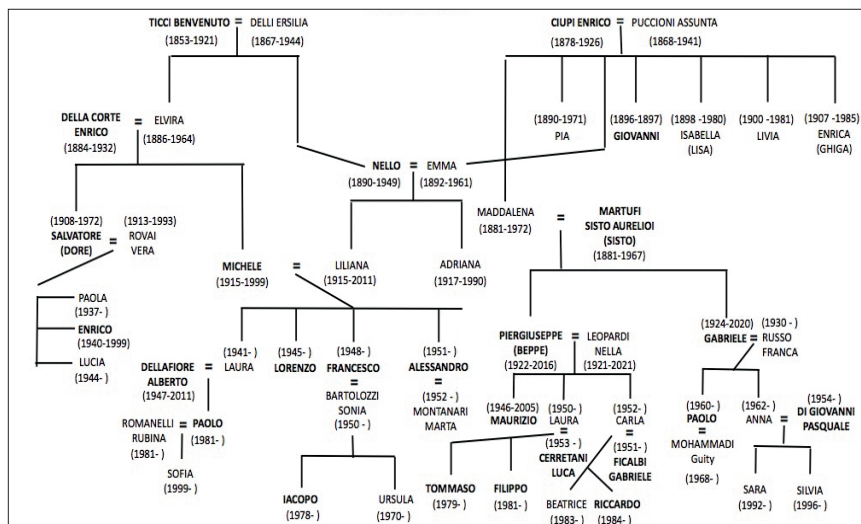 TICCI BENVENUTO = DELLI ERSILIA
(1853-1921) (1867-1944)
CIUPI ENRICO = PUCCIONI ASSUNTA
(1878-1926) (1868-1941)
DELLA CORTE
ENRICO = ELVIRA
(1884-1932) (1886-1964)
(1890-1971)
PIA
(1896-1897)
GIOVANNI
(1898 -1980)
ISABELLA
(LISA)
(1900 -1981)
LIVIA
(1907 -1985)
ENRICA
(GHIGA)
NELLO = EMMA
(1890-1949) (1892-1961)
MADDALENA =
(1881-1972)
MARTUFI
SISTO AURELIOI
(SISTO)
(1881-1967)
(1908-1972) (1913-1993)
SALVATORE = ROVAI
(DORE) VERA
MICHELE = LILIANA
(1915-1999) (1915-2011)
ADRIANA
(1917-1990)
PAOLA
(1937- )
ENRICO
(1940-1999)
LUCIA
(1944- )
PIERGIUSEPPE = LEOPARDI
(BEPPE) NELLA
(1922-2016) (1921-2021)
(1924-2020) (1930 - )
GABRIELE = RUSSO
FRANCA
DELLAFIORE =
ALBERTO
(1947-2011)
(1941- )
LAURA
(1945- )
LORENZO
(1948- )
FRANCESCO
=
BARTOLOZZI
SONIA
(1950 - )
(1951- )
ALESSANDRO
=
(1952 - )
MONTANARI
MARTA
(1946-2005)
MAURIZIO
(1950- )
LAURA
=
(1953 - )
CERRETANI
LUCA
(1952- )
CARLA
=
(1951- )
FICALBI
GABRIELE
(1960- )
PAOLO
=
MOHAMMADI
Guity
(1968- )
(1962- )
ANNA =
(1954- )
DI GIOVANNI
PASQUALE
ROMANELLI
RUBINA = PAOLO
(1981- ) (1981- )
SOFIA
(1999- )
IACOPO
(1978- )
URSULA
(1970- )
TOMMASO
(1979- )
FILIPPO
(1981 - )
BEATRICE
(1983- )
RICCARDO
(1984- )
SARA
(1992- )
SILVIA
(1996- )